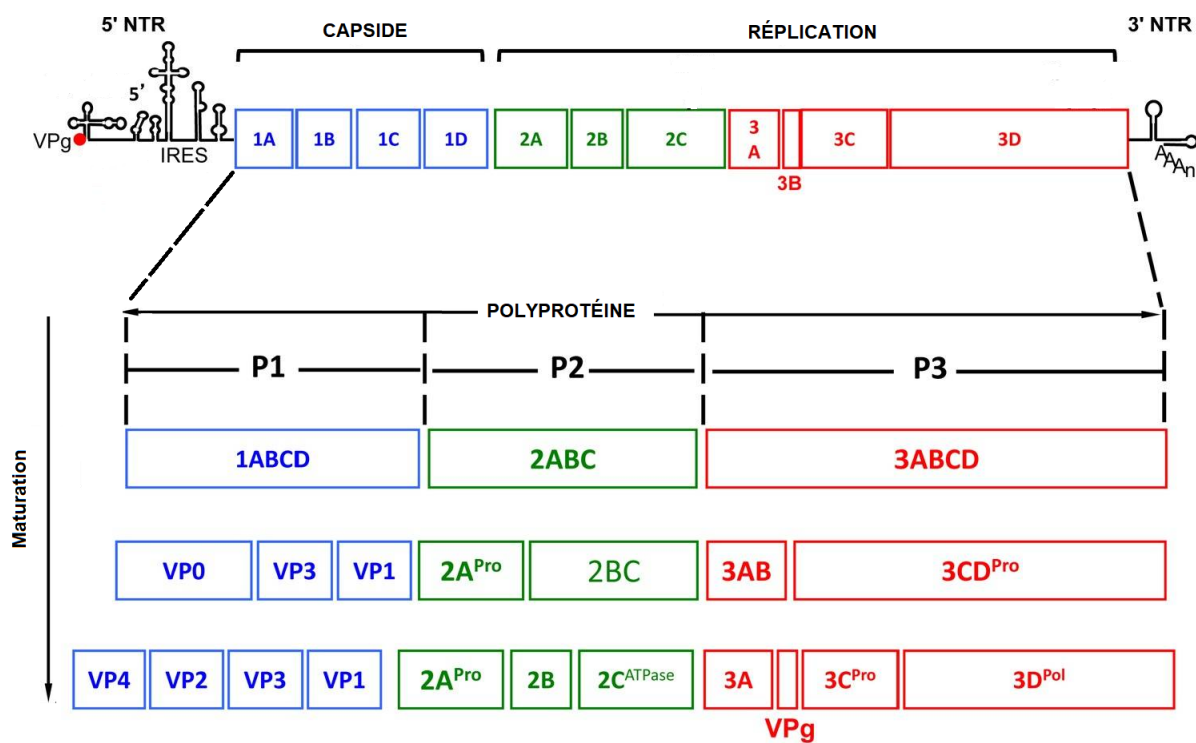 5' NTR
CAPSIDE
RÉPLICATION
3' NTR
5'
VPg
IRES
1A 1B 1C 1D 2A 2B 2C 3A 3C 3D
3B
AAAn
POLYPROTÉINE
P1 P2 P3
Maturation
1ABCD 2ABC 3ABCD
VP0 VP3 VP1 2APro 2BC 3AB 3CDPro
VP4 VP2 VP3 VP1 2APro 2B 2CATPase 3A 3CPro 3DPol
VPg